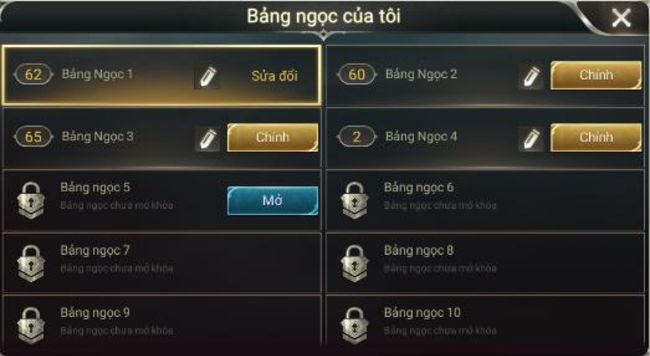 Bảng ngọc của tôi
62 Bảng Ngọc 1 Sửa đổi
60 Bảng Ngọc 2 Chỉnh
65 Bảng Ngọc 3 Chỉnh
2 Bảng Ngọc 4 Chỉnh
Bảng ngọc 5
Bảng ngọc chưa mở khóa
Mở
Bảng ngọc 6
Bảng ngọc chưa mở khóa
Bảng ngọc 7
Bảng ngọc chưa mở khóa
Bảng ngọc 8
Bảng ngọc chưa mở khóa
Bảng ngọc 9
Bảng ngọc chưa mở khóa
Bảng ngọc 10
Bảng ngọc chưa mở khóa